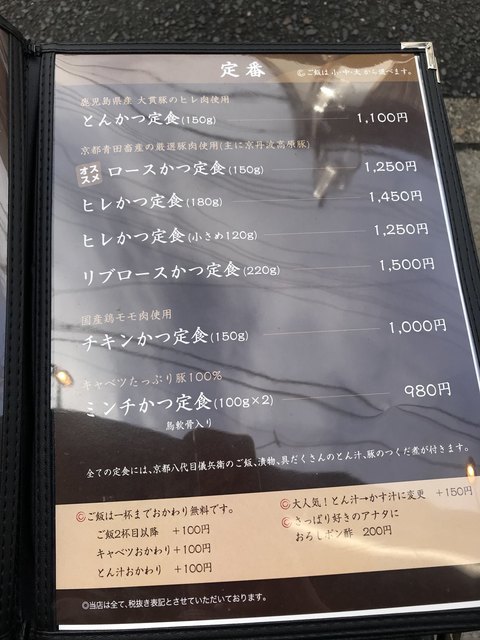 定番
ご飯は 小・中・大 から選べます。
鹿児島県産 大貫豚のヒレ肉使用
とんかつ定食(150g) 1,100円
京都青田畜産の厳選豚肉使用(主に京丹波高原豚)
オススメ ロースかつ定食(150g) 1,250円
ヒレかつ定食(180g) 1,450円
ヒレかつ定食(小さめ120g) 1,250円
リブロースかつ定食(220g) 1,500円
国産鶏モモ肉使用
チキンかつ定食(150g) 1,000円
キャベツたっぷり豚100%
ミンチかつ定食(100g×2) 980円
鳥軟骨入り
全ての定食には、京都八代目儀兵衛のご飯、漬物、具だくさんのとん汁、豚のつくだ煮が付きます。
ご飯は一杯までおかわり無料です。
ご飯2杯目以降 +100円
キャベツおかわり+100円
とん汁おかわり +100円
大人気!とん汁→かす汁に変更 +150円
さっぱり好きのアナタに
おろしポン酢 200円
◎当店は全て、税抜き表記とさせていただいております。